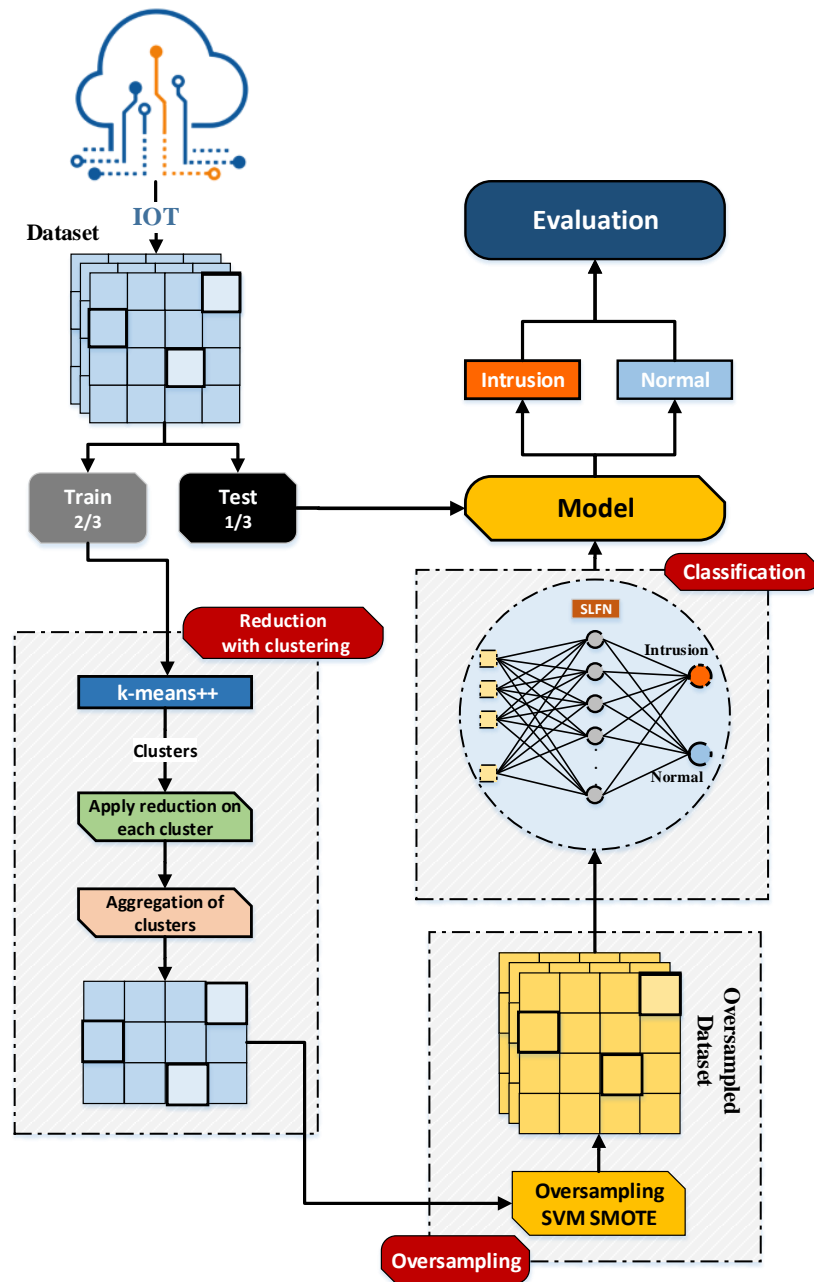 IOT
Dataset
Evaluation
Intrusion
Normal
Train
2/3
Test
1/3
Model
Classification
Reduction
with clustering
SLFN
Intrusion
Normal
k-means++
Clusters
Apply reduction on
each cluster
Aggregation of
clusters
Oversampled
Dataset
Oversampling
SVM SMOTE
Oversampling